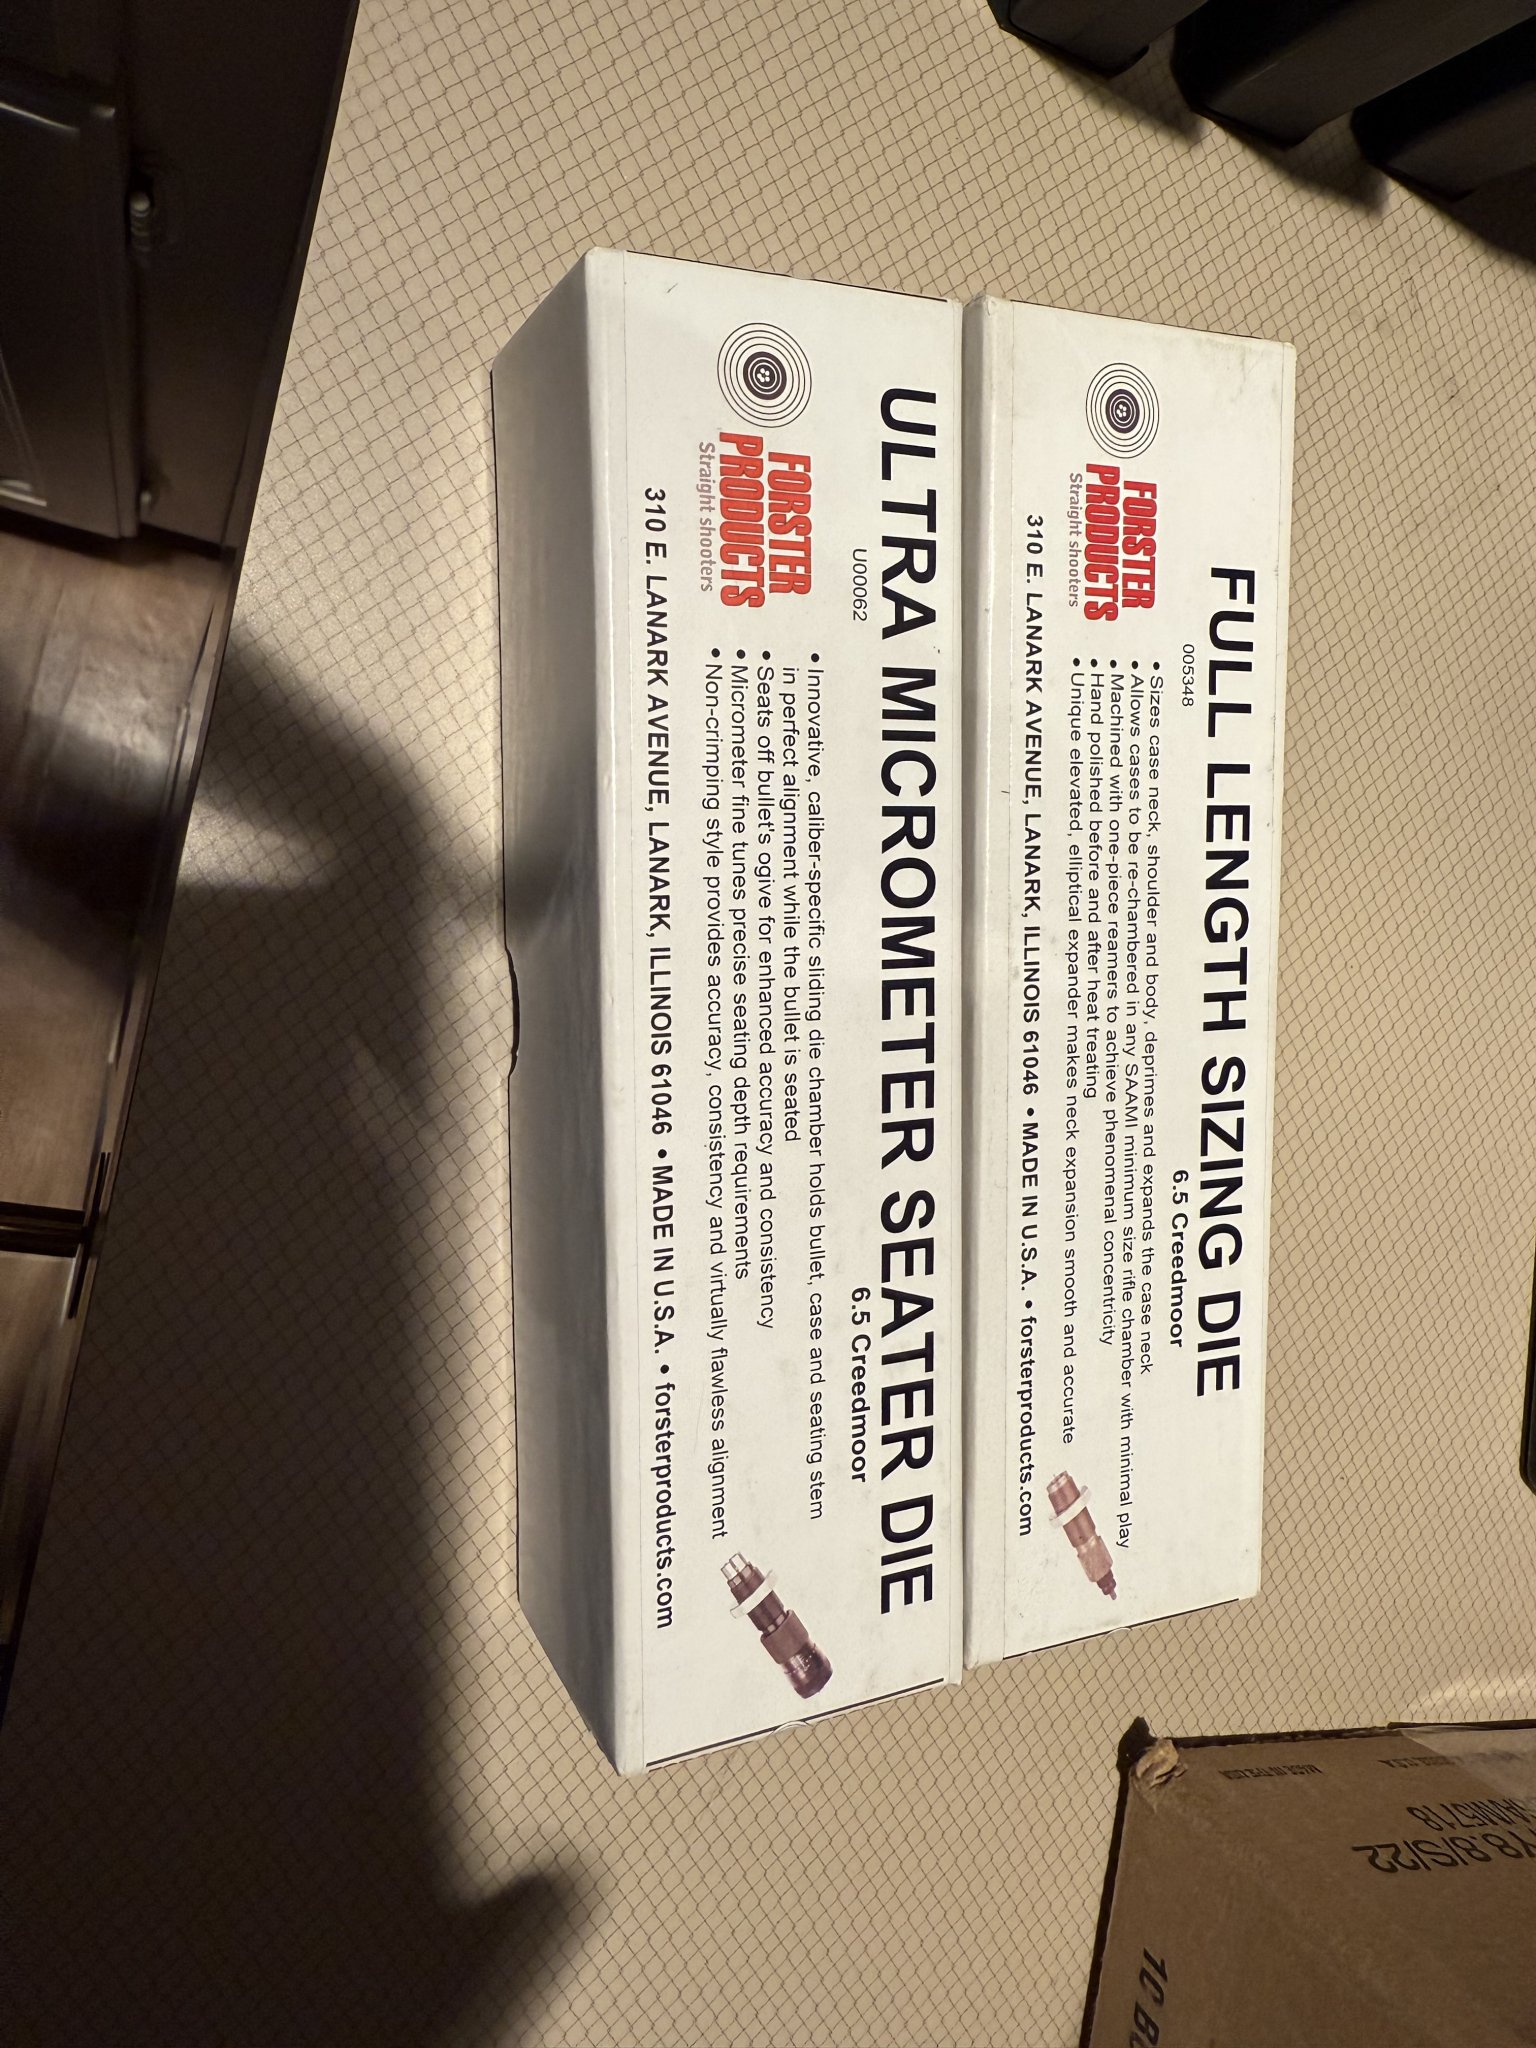 FULL LENGTH SIZING DIE
005348
6.5 Creedmoor
• Sizes case neck, shoulder and body, deprimes and expands the case neck
• Allows cases to be re-chambered in any SAAMI minimum size rifle chamber with minimal play
• Machined with one-piece reamers to achieve phenomenal concentricity
• Hand polished before and after heat treating
• Unique elevated, elliptical expander makes neck expansion smooth and accurate
FORSTER
PRODUCTS
Straight shooters
310 E. LANARK AVENUE, LANARK, ILLINOIS 61046 • MADE IN U.S.A. • forsterproducts.com
ULTRA MICROMETER SEATER DIE
U00062
6.5 Creedmoor
• Innovative, caliber-specific sliding die chamber holds bullet, case and seating stem
in perfect alignment while the bullet is seated
• Seats off bullet's ogive for enhanced accuracy and consistency
• Micrometer fine tunes precise seating depth requirements
• Non-crimping style provides accuracy, consistency and virtually flawless alignment
FORSTER
PRODUCTS
Straight shooters
310 E. LANARK AVENUE, LANARK, ILLINOIS 61046 • MADE IN U.S.A. • forsterproducts.com